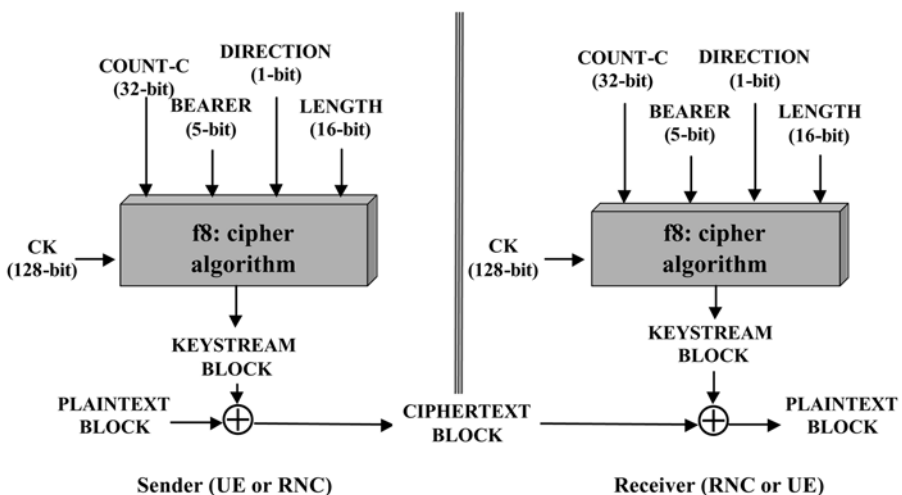 COUNT-C
(32-bit)
DIRECTION
(1-bit)
BEARER
(5-bit)
LENGTH
(16-bit)
f8: cipher
algorithm
CK
(128-bit)
KEYSTREAM
BLOCK
PLAINTEXT
BLOCK
CIPHERTEXT
BLOCK
Sender (UE or RNC)
COUNT-C
(32-bit)
DIRECTION
(1-bit)
BEARER
(5-bit)
LENGTH
(16-bit)
f8: cipher
algorithm
CK
(128-bit)
KEYSTREAM
BLOCK
PLAINTEXT
BLOCK
Receiver (RNC or UE)